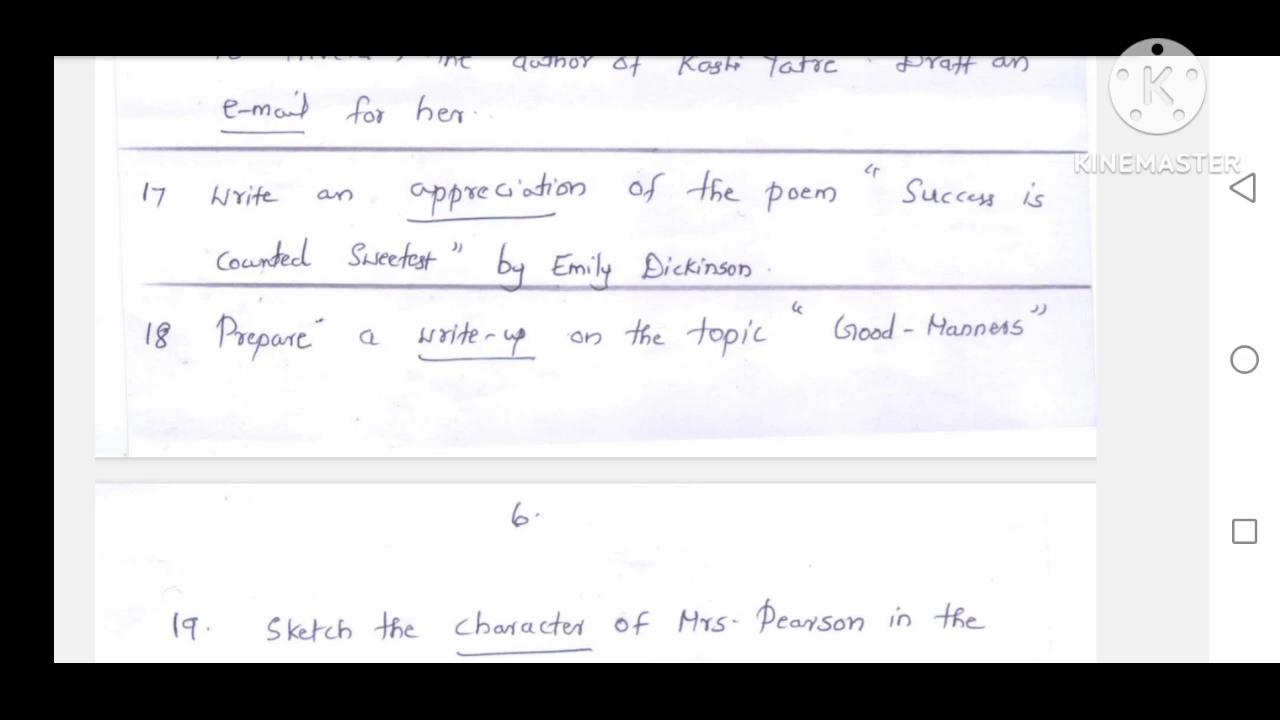 the author of Kashi Yatre. Draft an
e-mail for her.
KINEMASTER
17 Write an appreciation of the poem "Success is
counted Sweetest" by Emily Dickinson.
18 Prepare a write-up on the topic "Good-Manners"
6.
19. Sketch the character of Mrs. Pearson in the